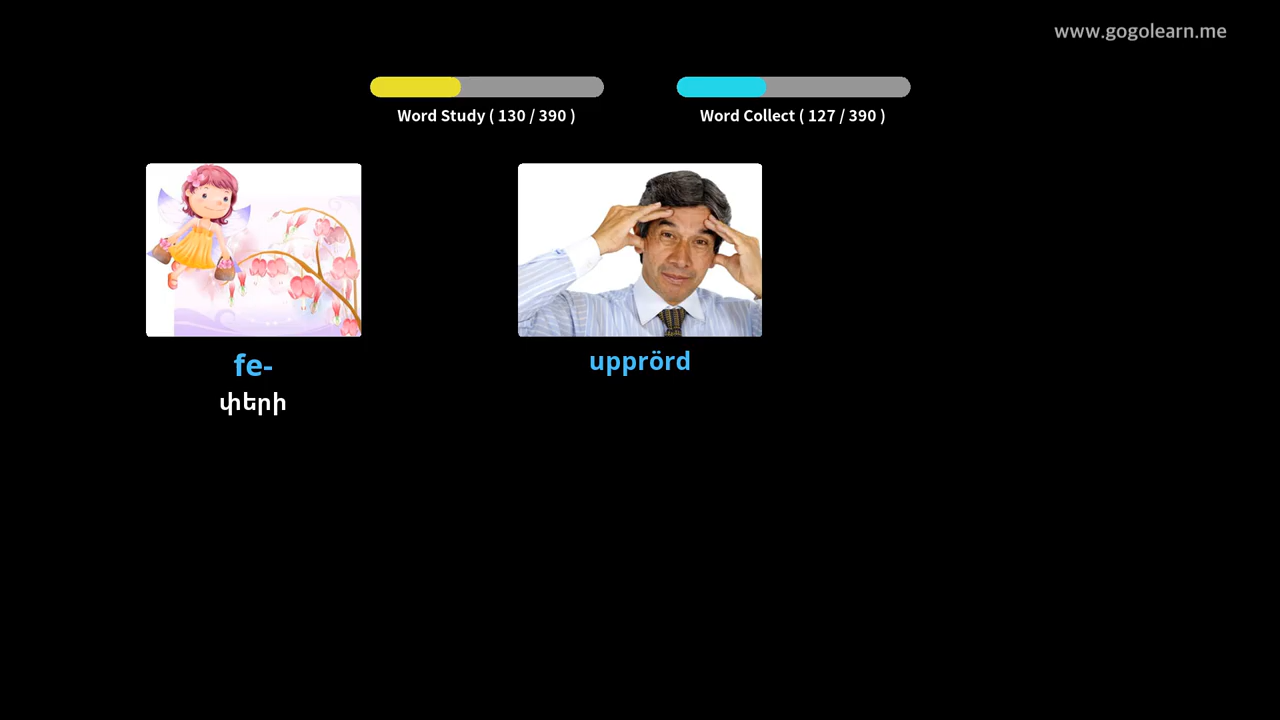 www.gogolearn.me
Word Study ( 130 / 390 )
Word Collect ( 127 / 390 )
fe-
փերի
upprörd